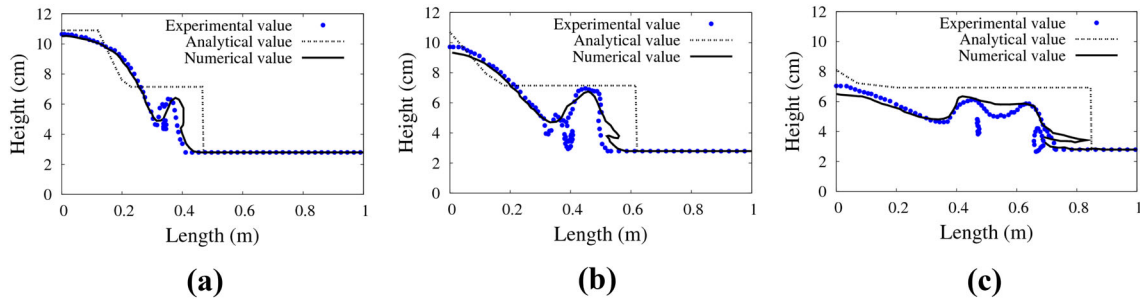 12
10
8
6
4
2
0
Height (cm)
Experimental value
Analytical value
Numerical value
0 0.2 0.4 0.6 0.8 1
Length (m)
(a)
12
10
8
6
4
2
0
Height (cm)
Experimental value
Analytical value
Numerical value
0 0.2 0.4 0.6 0.8 1
Length (m)
(b)
12
10
8
6
4
2
0
Height (cm)
Experimental value
Analytical value
Numerical value
0 0.2 0.4 0.6 0.8 1
Length (m)
(c)